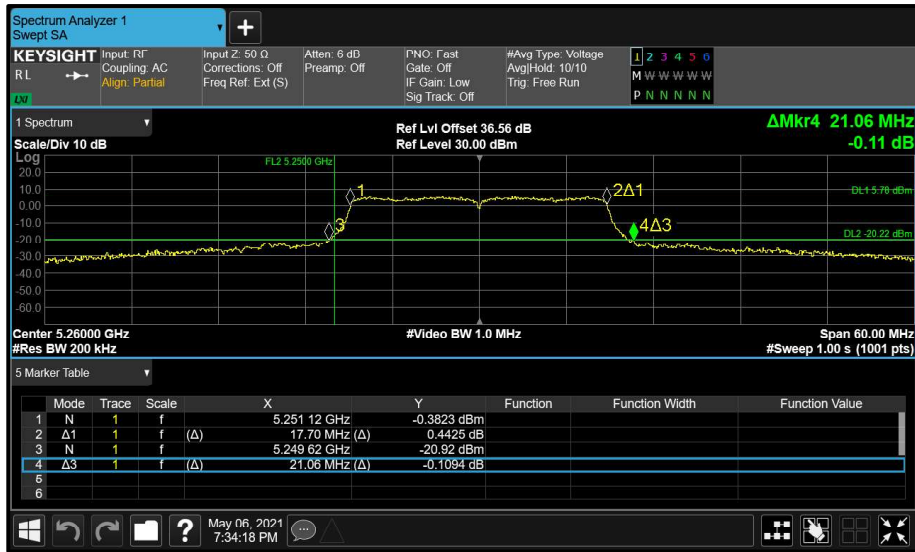 Spectrum Analyzer 1
Swept SA
+
KEYSIGHT Input: RF Input Z: 50 Ω Atten: 6 dB PNO: Fast #Avg Type: Voltage 1 2 3 4 5 6
RL Coupling: AC Corrections: Off Preamp: Off Gate: Off Avg|Hold: 10/10 M W W W W W
Align: Partial Freq Ref: Ext (S) IF Gain: Low Trig: Free Run
LXI Sig Track: Off P N N N N N
1 Spectrum Ref Lvl Offset 36.56 dB ΔMkr4 21.06 MHz
Scale/Div 10 dB Ref Level 30.00 dBm -0.11 dB
Log
FL2 5.2500 GHz
20.0
10.0 1 2Δ1 DL1 5.78 dBm
0.00
-10.0 3 4Δ3
-20.0 DL2 -20.22 dBm
-30.0
-40.0
-50.0
-60.0
Center 5.26000 GHz #Video BW 1.0 MHz Span 60.00 MHz
#Res BW 200 kHz #Sweep 1.00 s (1001 pts)
5 Marker Table
Mode Trace Scale X Y Function Function Width Function Value
1 N 1 f 5.251 12 GHz -0.3823 dBm
2 Δ1 1 f (Δ) 17.70 MHz (Δ) 0.4425 dB
3 N 1 f 5.249 62 GHz -20.92 dBm
4 Δ3 1 f (Δ) 21.06 MHz (Δ) -0.1094 dB
5
6
? May 06, 2021
7:34:18 PM